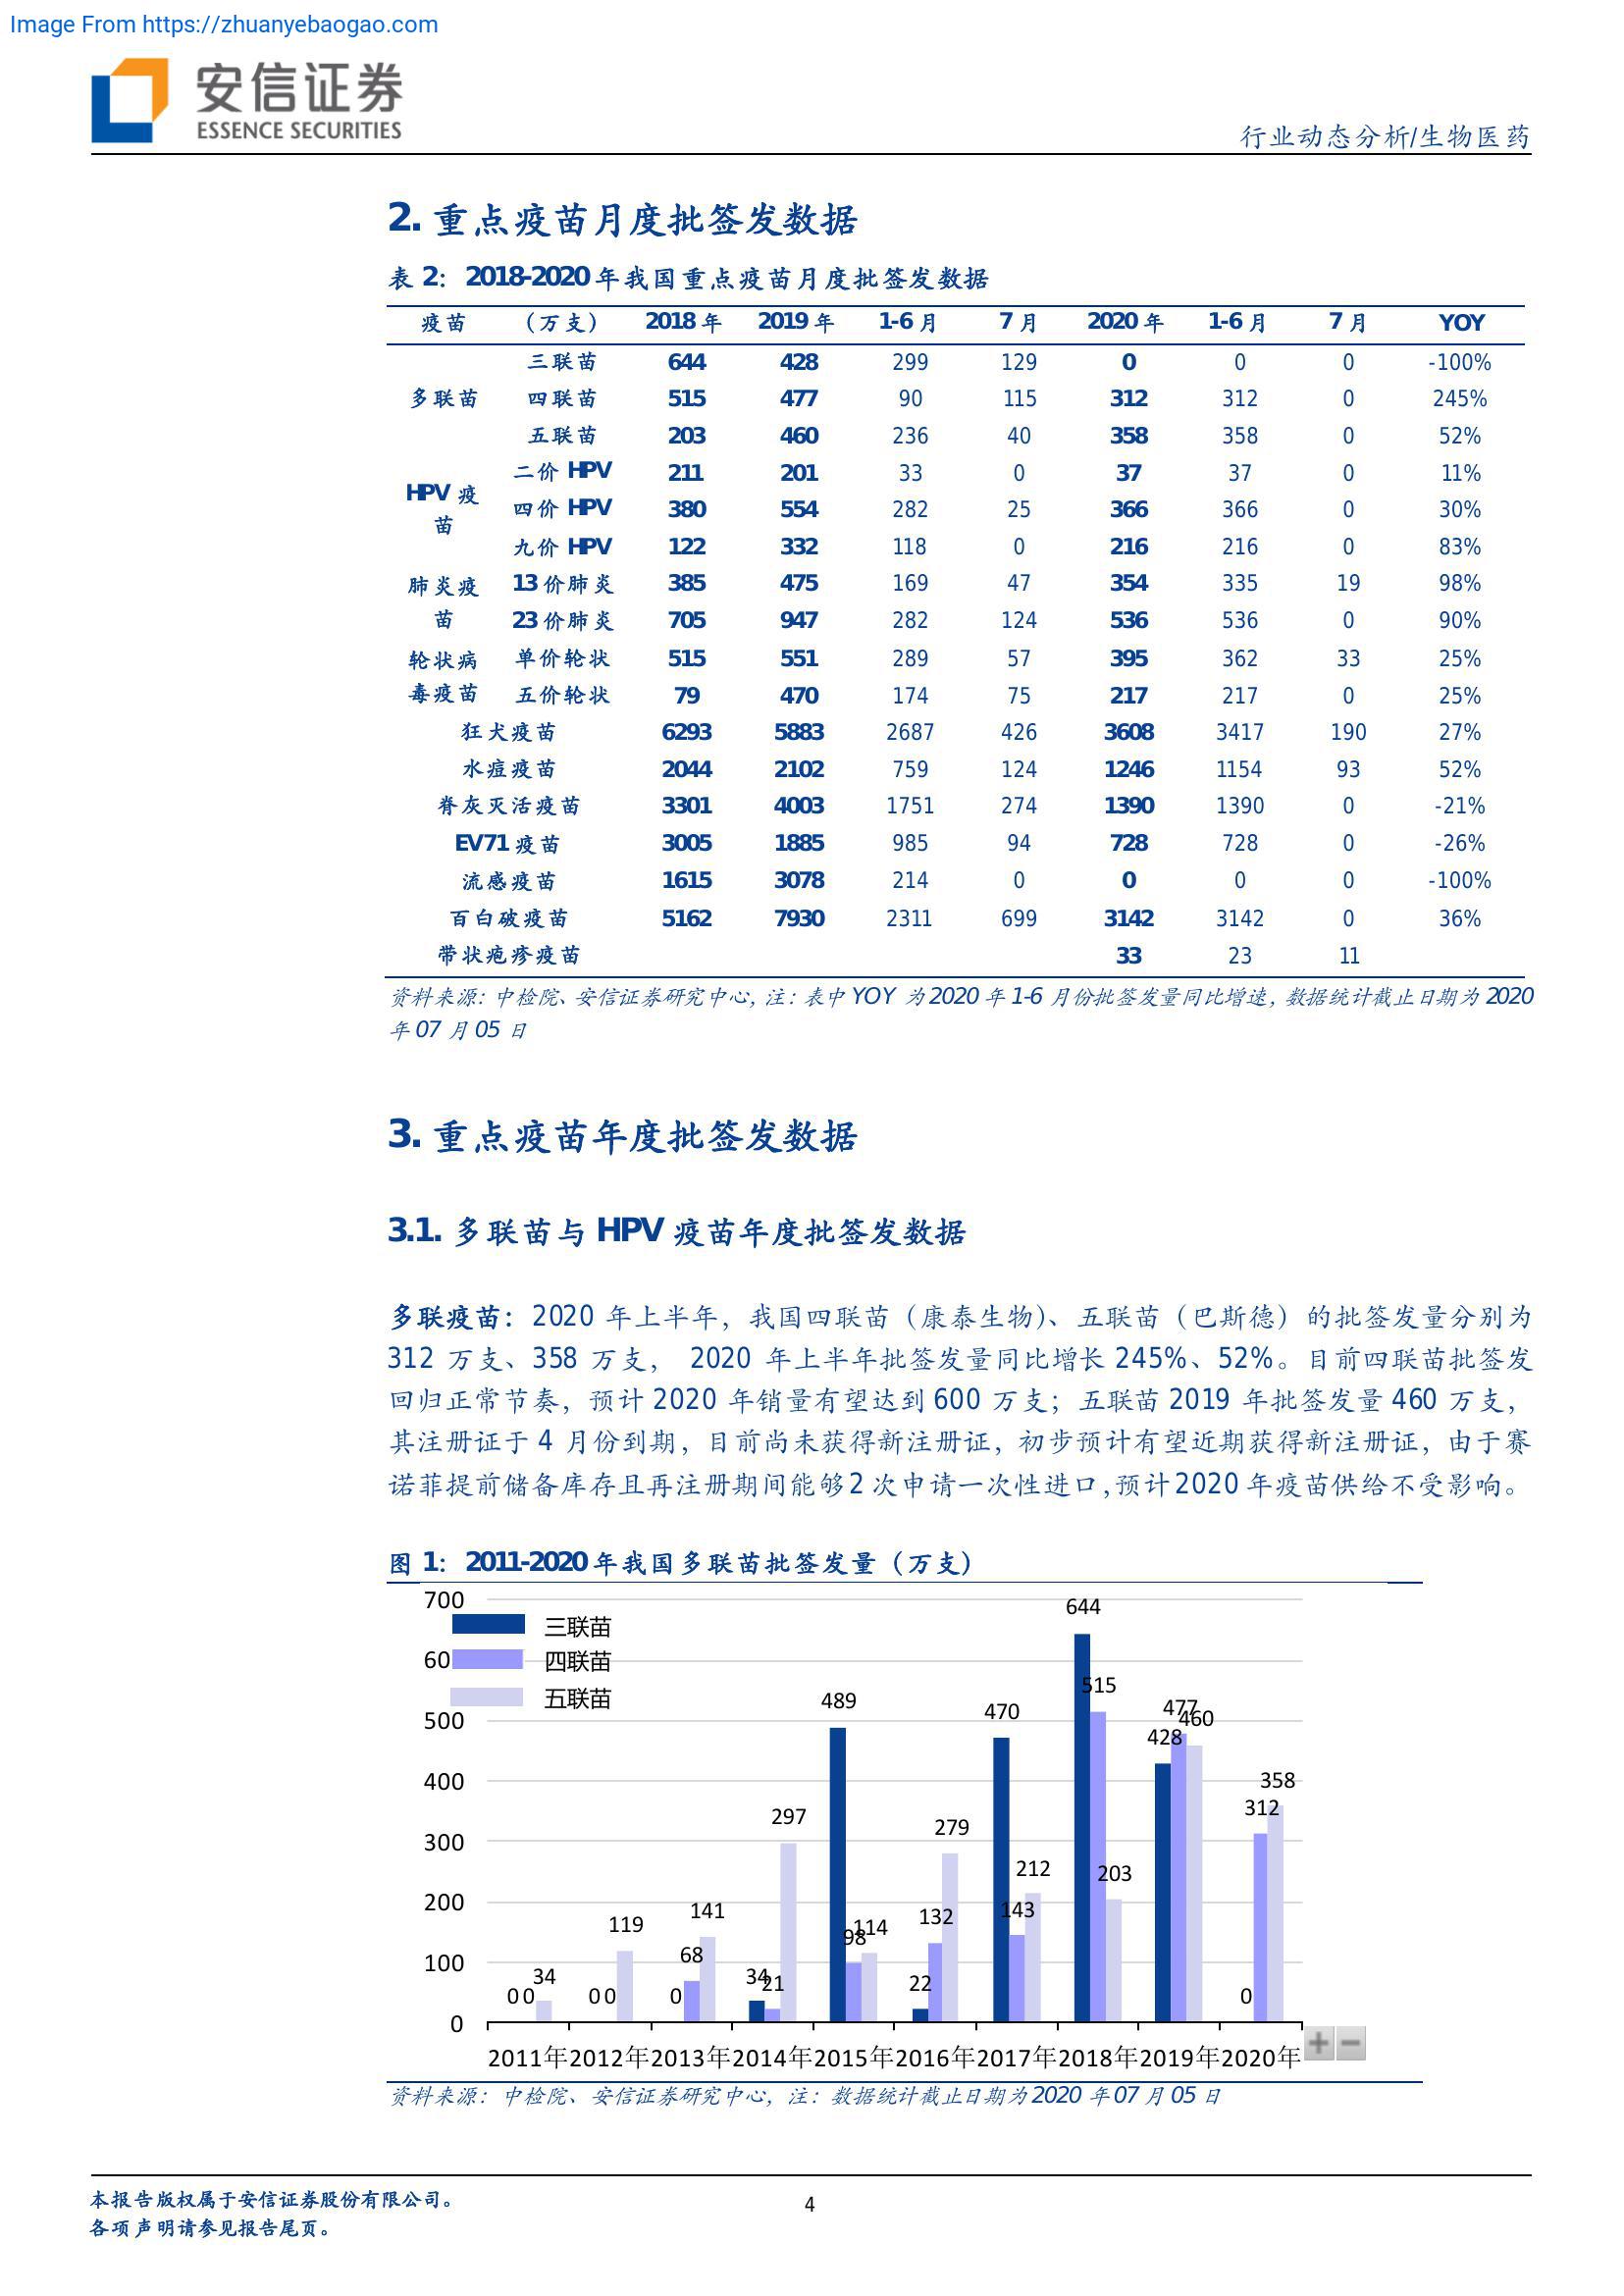 Image From https://zhuanyebaogao.com
安信证券
ESSENCE SECURITIES
行业动态分析/生物医药
2. 重点疫苗月度批签发数据
表 2：2018-2020 年我国重点疫苗月度批签发数据
疫苗 （万支） 2018 年 2019 年 1-6 月 7 月 2020 年 1-6 月 7 月 YOY
三联苗 644 428 299 129 0 0 0 -100%
多联苗 四联苗 515 477 90 115 312 312 0 245%
五联苗 203 460 236 40 358 358 0 52%
HPV 疫苗
二价 HPV 211 201 33 0 37 37 0 11%
四价 HPV 380 554 282 25 366 366 0 30%
九价 HPV 122 332 118 0 216 216 0 83%
肺炎疫苗
13 价肺炎 385 475 169 47 354 335 19 98%
23 价肺炎 705 947 282 124 536 536 0 90%
轮状病毒疫苗
单价轮状 515 551 289 57 395 362 33 25%
五价轮状 79 470 174 75 217 217 0 25%
狂犬疫苗 6293 5883 2687 426 3608 3417 190 27%
水痘疫苗 2044 2102 759 124 1246 1154 93 52%
脊灰灭活疫苗 3301 4003 1751 274 1390 1390 0 -21%
EV71 疫苗 3005 1885 985 94 728 728 0 -26%
流感疫苗 1615 3078 214 0 0 0 0 -100%
百白破疫苗 5162 7930 2311 699 3142 3142 0 36%
带状疱疹疫苗 33 23 11
资料来源：中检院、安信证券研究中心，注：表中 YOY 为 2020 年 1-6 月份批签发量同比增速，数据统计截止日期为 2020
年 07 月 05 日
3. 重点疫苗年度批签发数据
3.1. 多联苗与 HPV 疫苗年度批签发数据
多联疫苗：2020 年上半年，我国四联苗（康泰生物）、五联苗（巴斯德）的批签发量分别为
312 万支、358 万支， 2020 年上半年批签发量同比增长 245%、52%。目前四联苗批签发
回归正常节奏，预计 2020 年销量有望达到 600 万支；五联苗 2019 年批签发量 460 万支，
其注册证于 4 月份到期，目前尚未获得新注册证，初步预计有望近期获得新注册证，由于赛
诺菲提前储备库存且再注册期间能够 2 次申请一次性进口，预计 2020 年疫苗供给不受影响。
图 1：2011-2020 年我国多联苗批签发量（万支）
700
60
500
400
300
200
100
0
三联苗
四联苗
五联苗
0 0 34
0 0 119
0 68 141
34 21 297
489 98 114
22 132 279
470 143 212
644 515 203
428 477 460
0 312 358
2011年 2012年 2013年 2014年 2015年 2016年 2017年 2018年 2019年 2020年
资料来源：中检院、安信证券研究中心，注：数据统计截止日期为 2020 年 07 月 05 日
本报告版权属于安信证券股份有限公司。
4
各项声明请参见报告尾页。